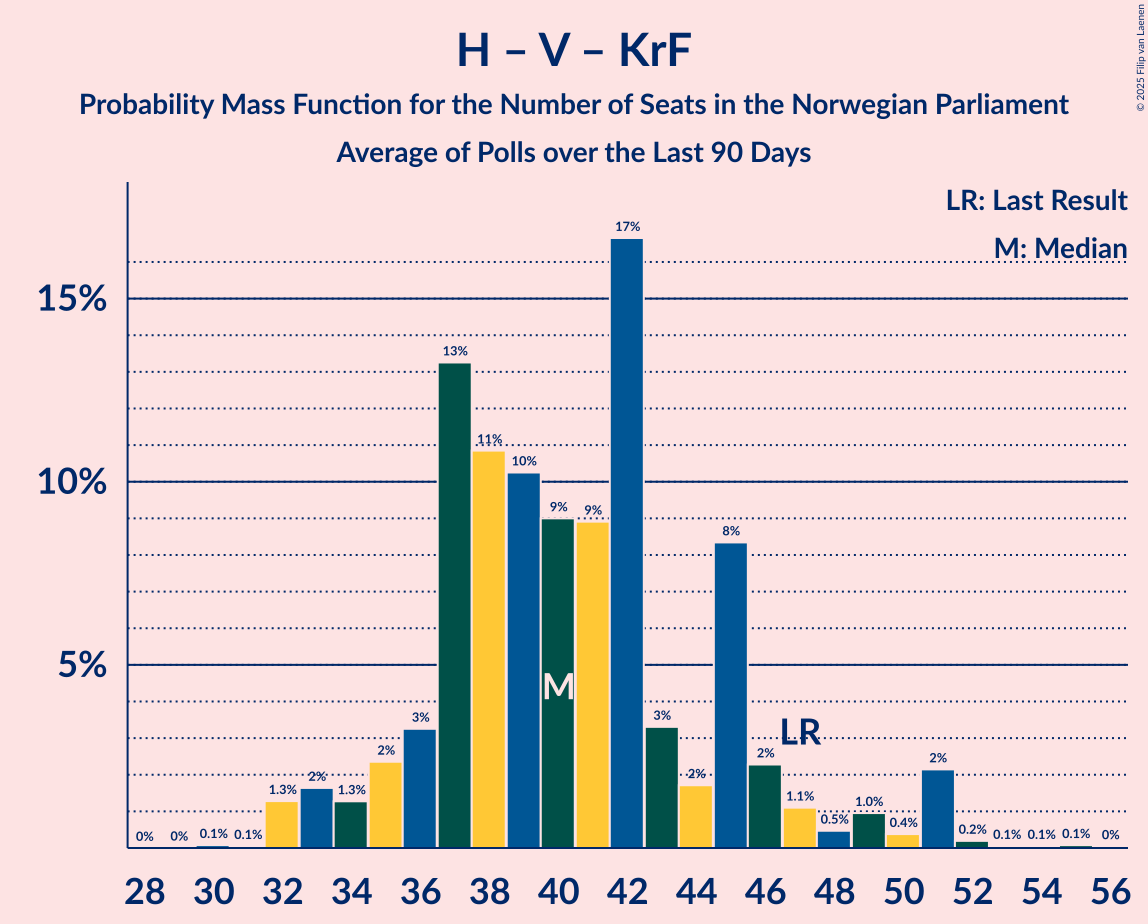 H – V – KrF
Probability Mass Function for the Number of Seats in the Norwegian Parliament
Average of Polls over the Last 90 Days
© 2025 Filip van Laenen
LR: Last Result
M: Median
15%
10%
5%
0% 0% 0.1% 0.1% 1.3% 2% 1.3% 2% 3% 13% 11% 10% 9% 9% 17% 3% 2% 8% 2% 1.1% 0.5% 1.0% 0.4% 2% 0.2% 0.1% 0.1% 0.1% 0%
M
LR
28 30 32 34 36 38 40 42 44 46 48 50 52 54 56